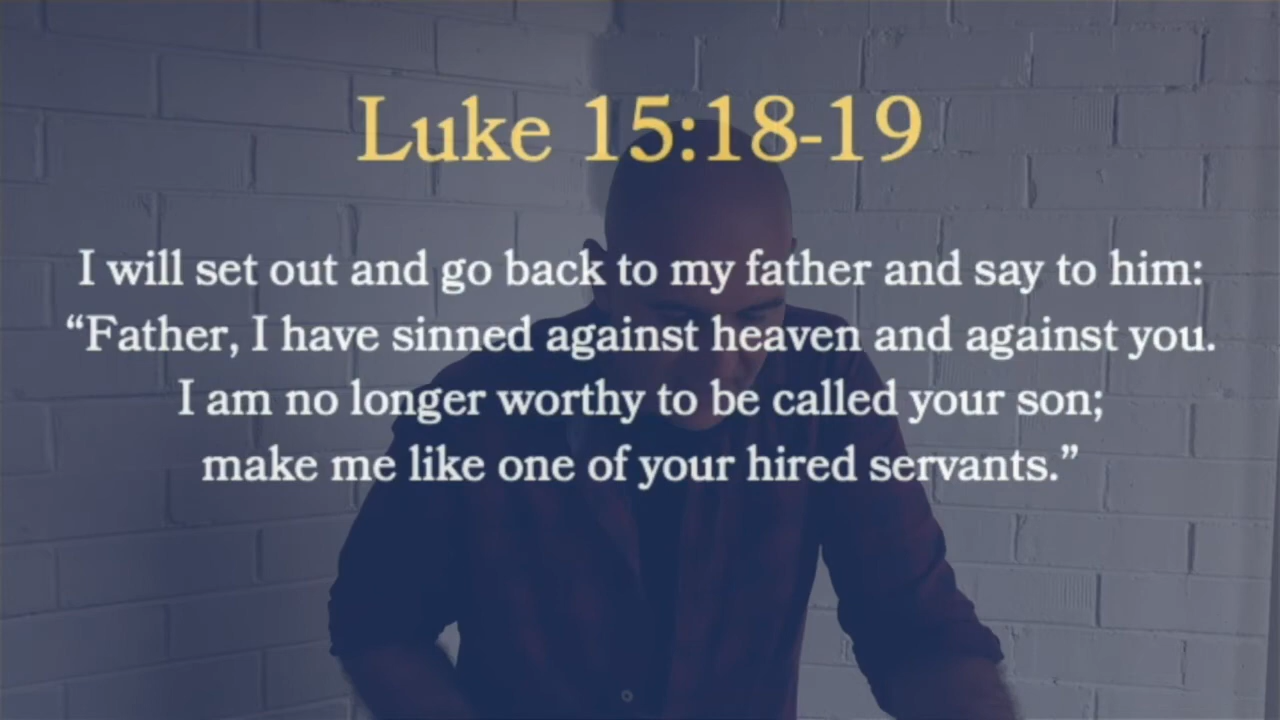 Luke 15:18-19
I will set out and go back to my father and say to him:
“Father, I have sinned against heaven and against you.
I am no longer worthy to be called your son;
make me like one of your hired servants.”